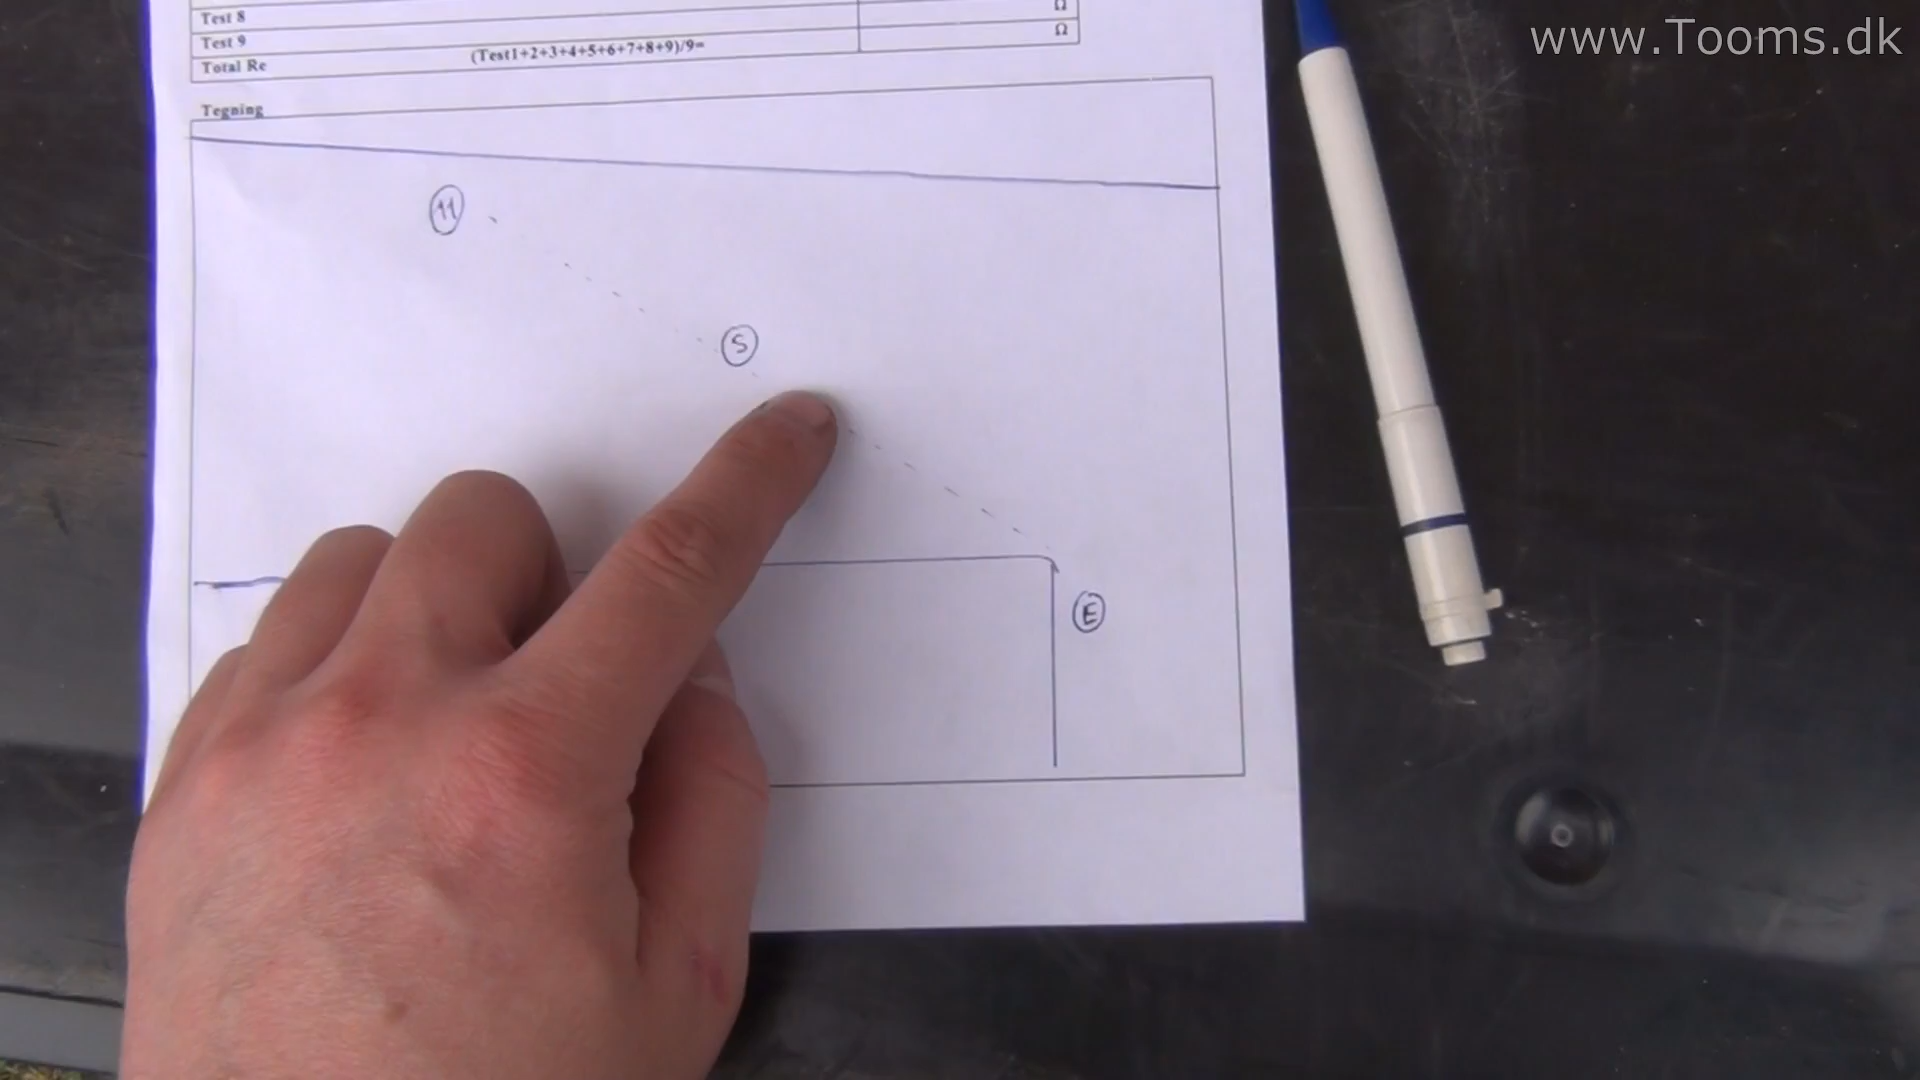 Test 8 Ω
Test 9 Ω
Total Re (Test1+2+3+4+5+6+7+8+9)/9=
www.Tooms.dk
Tegning
S
E